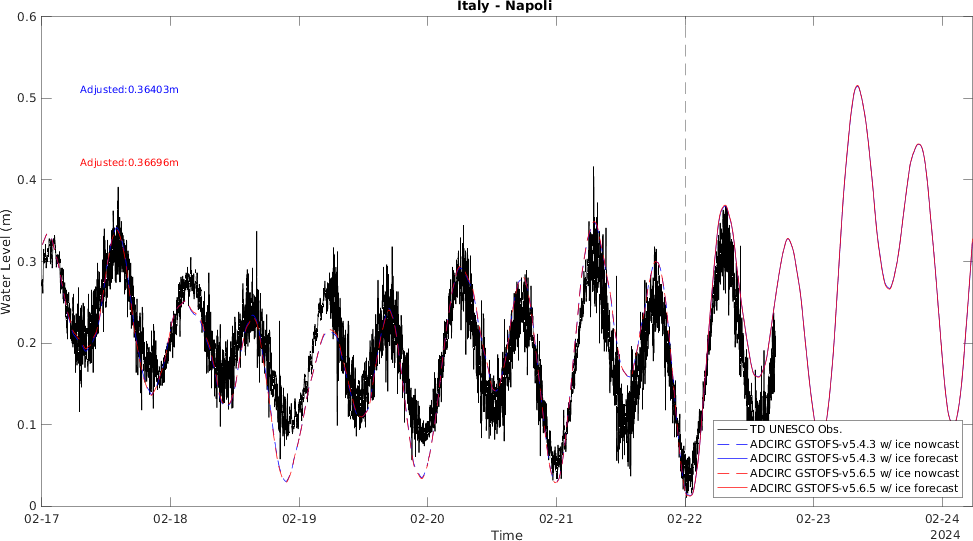 Italy - Napoli
0.6
0.5
0.4
0.3
0.2
0.1
0
Water Level (m)
Adjusted:0.36403m
Adjusted:0.36696m
TD UNESCO Obs.
ADCIRC GSTOFS-v5.4.3 w/ ice nowcast
ADCIRC GSTOFS-v5.4.3 w/ ice forecast
ADCIRC GSTOFS-v5.6.5 w/ ice nowcast
ADCIRC GSTOFS-v5.6.5 w/ ice forecast
02-17 02-18 02-19 02-20 02-21 02-22 02-23 02-24
Time 2024